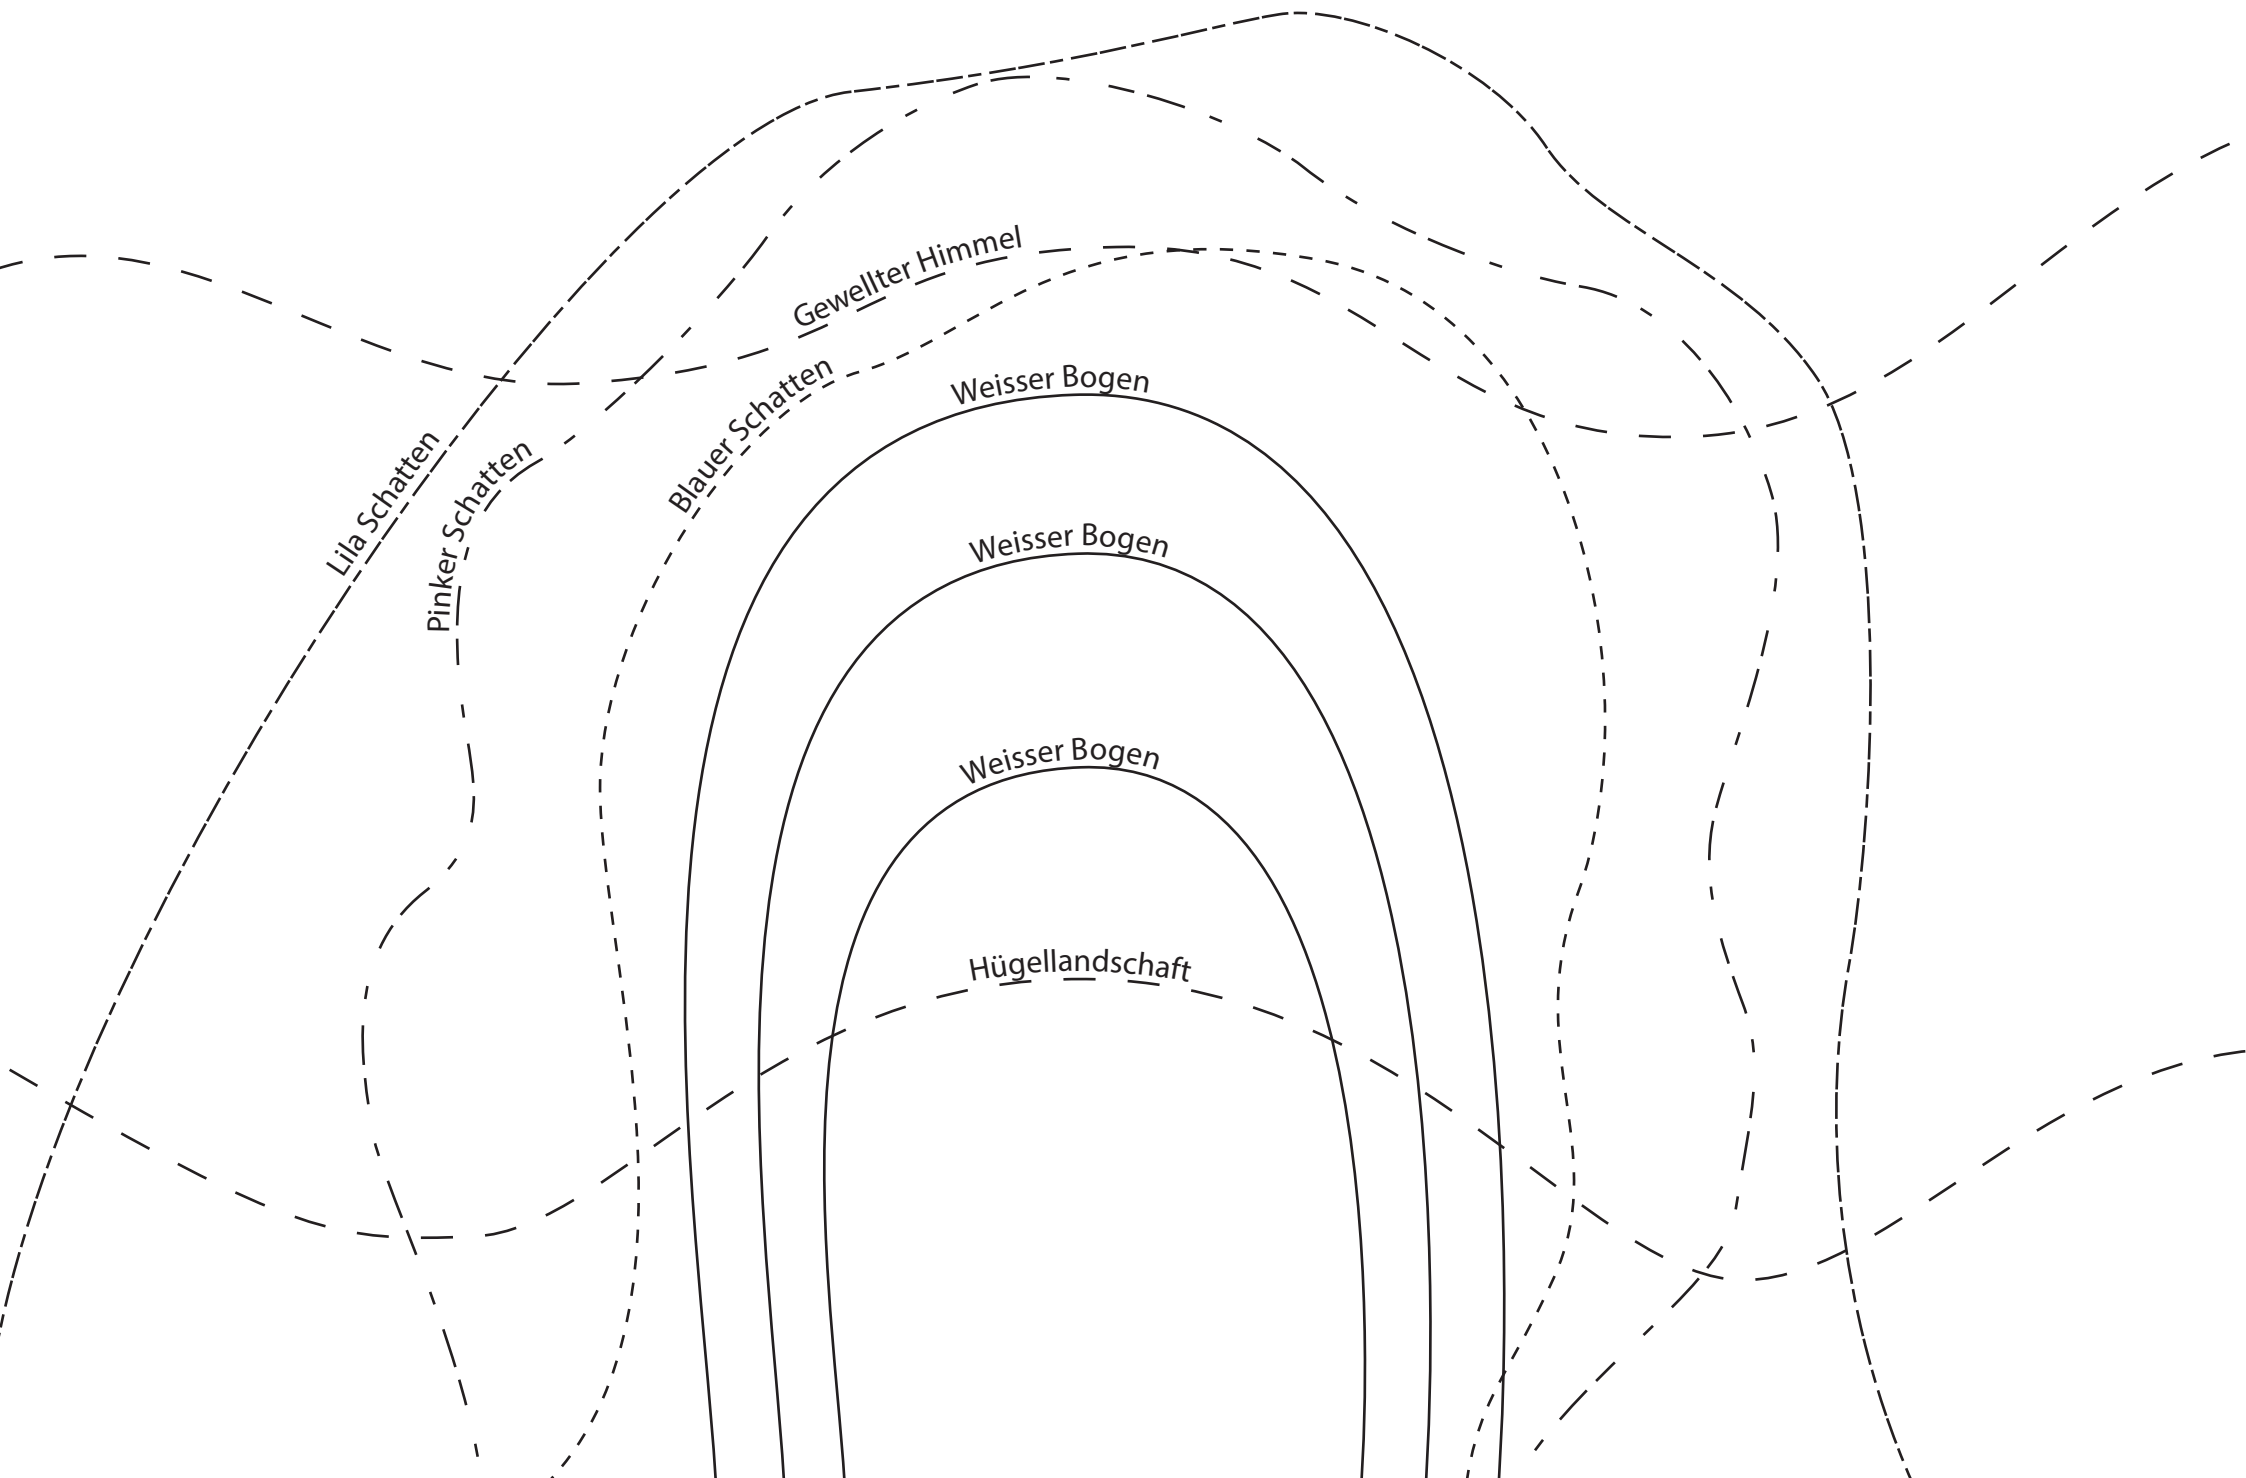 Gewellter Himmel
Blauer Schatten
Weisser Bogen
Lila Schatten
Pinker Schatten
Weisser Bogen
Weisser Bogen
Hügellandschaft